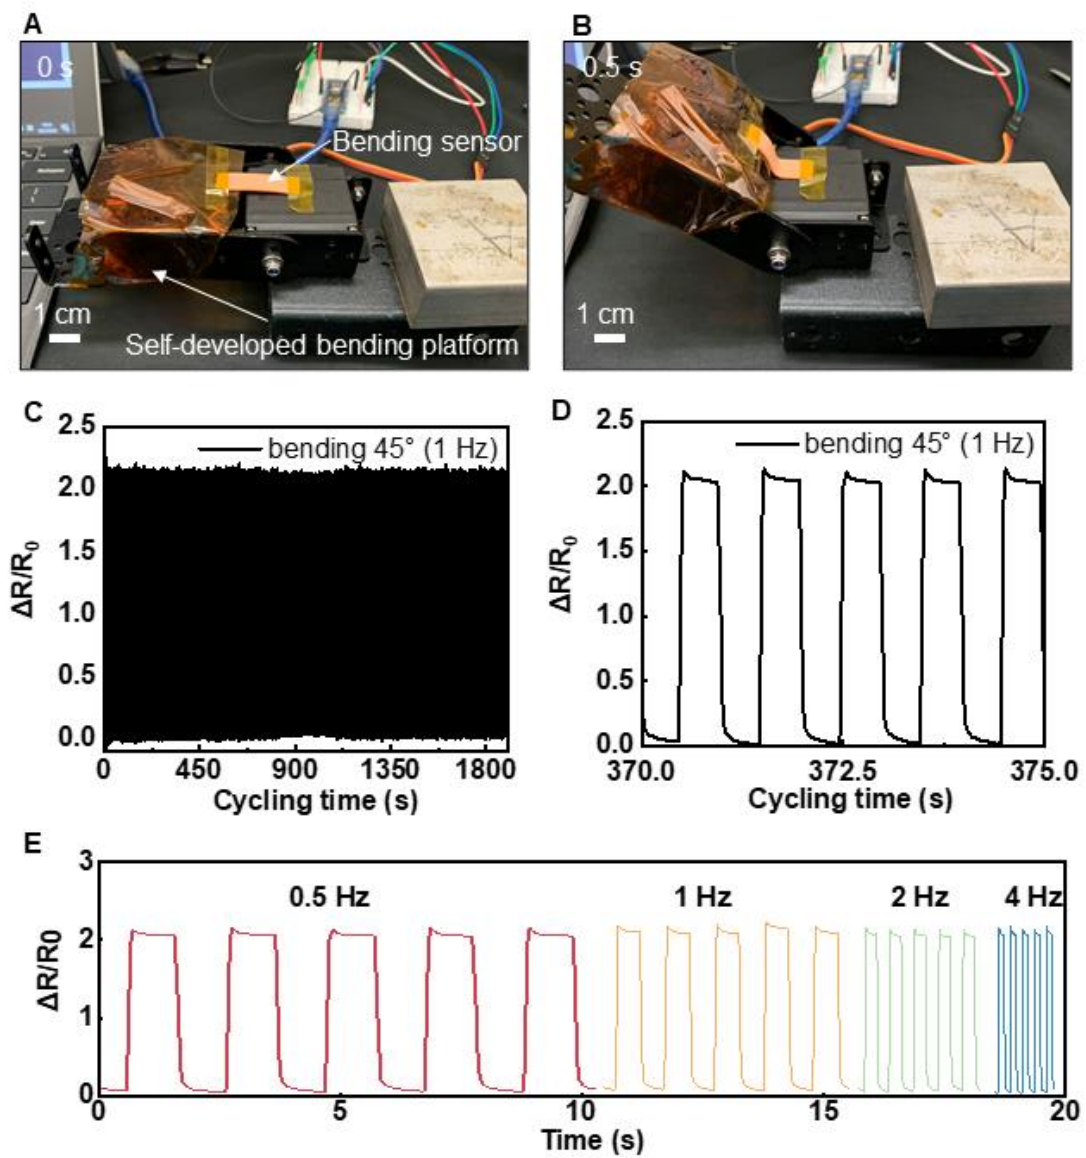 A
B
0 s
0.5 s
Bending sensor
1 cm
1 cm
Self-developed bending platform
C
D
2.5
2.0
1.5
1.0
0.5
0.0
ΔR/R₀
bending 45° (1 Hz)
0 450 900 1350 1800
Cycling time (s)
2.5
2.0
1.5
1.0
0.5
0.0
ΔR/R₀
bending 45° (1 Hz)
370.0 372.5 375.0
Cycling time (s)
E
3
2
1
0
ΔR/R0
0.5 Hz 1 Hz 2 Hz 4 Hz
0 5 10 15 20
Time (s)